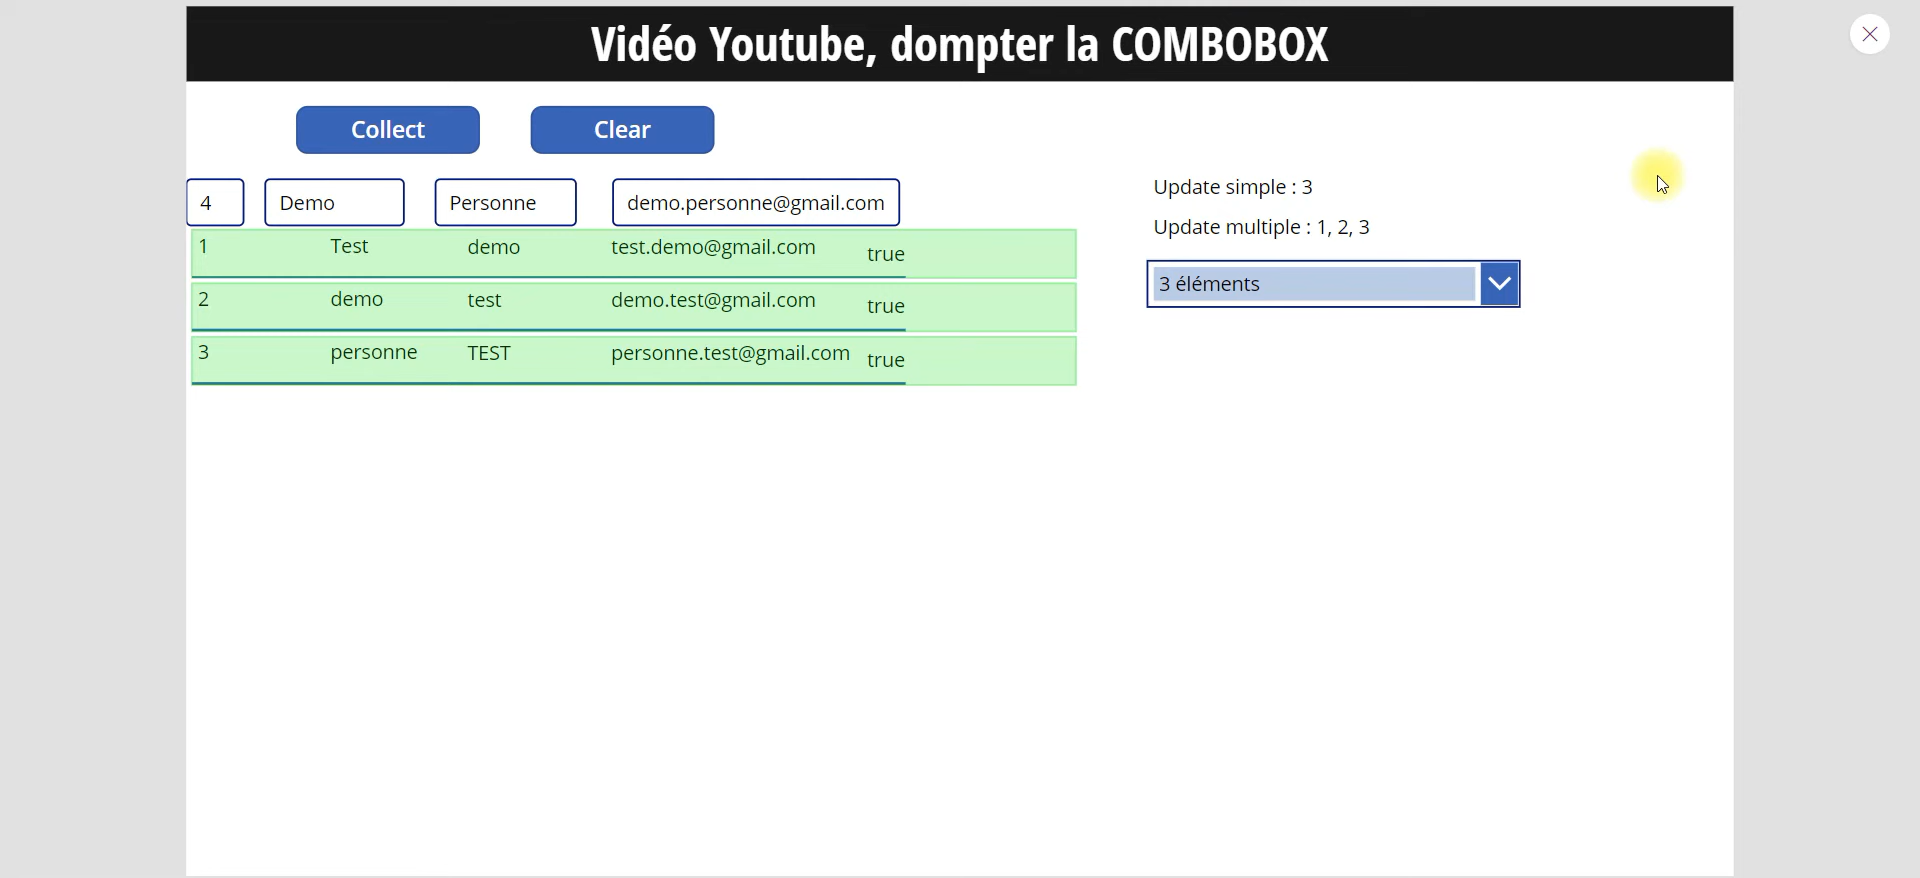 Vidéo Youtube, dompter la COMBOBOX
Collect Clear
4 Demo Personne demo.personne@gmail.com
1 Test demo test.demo@gmail.com true
2 demo test demo.test@gmail.com true
3 personne TEST personne.test@gmail.com true
Update simple : 3
Update multiple : 1, 2, 3
3 éléments